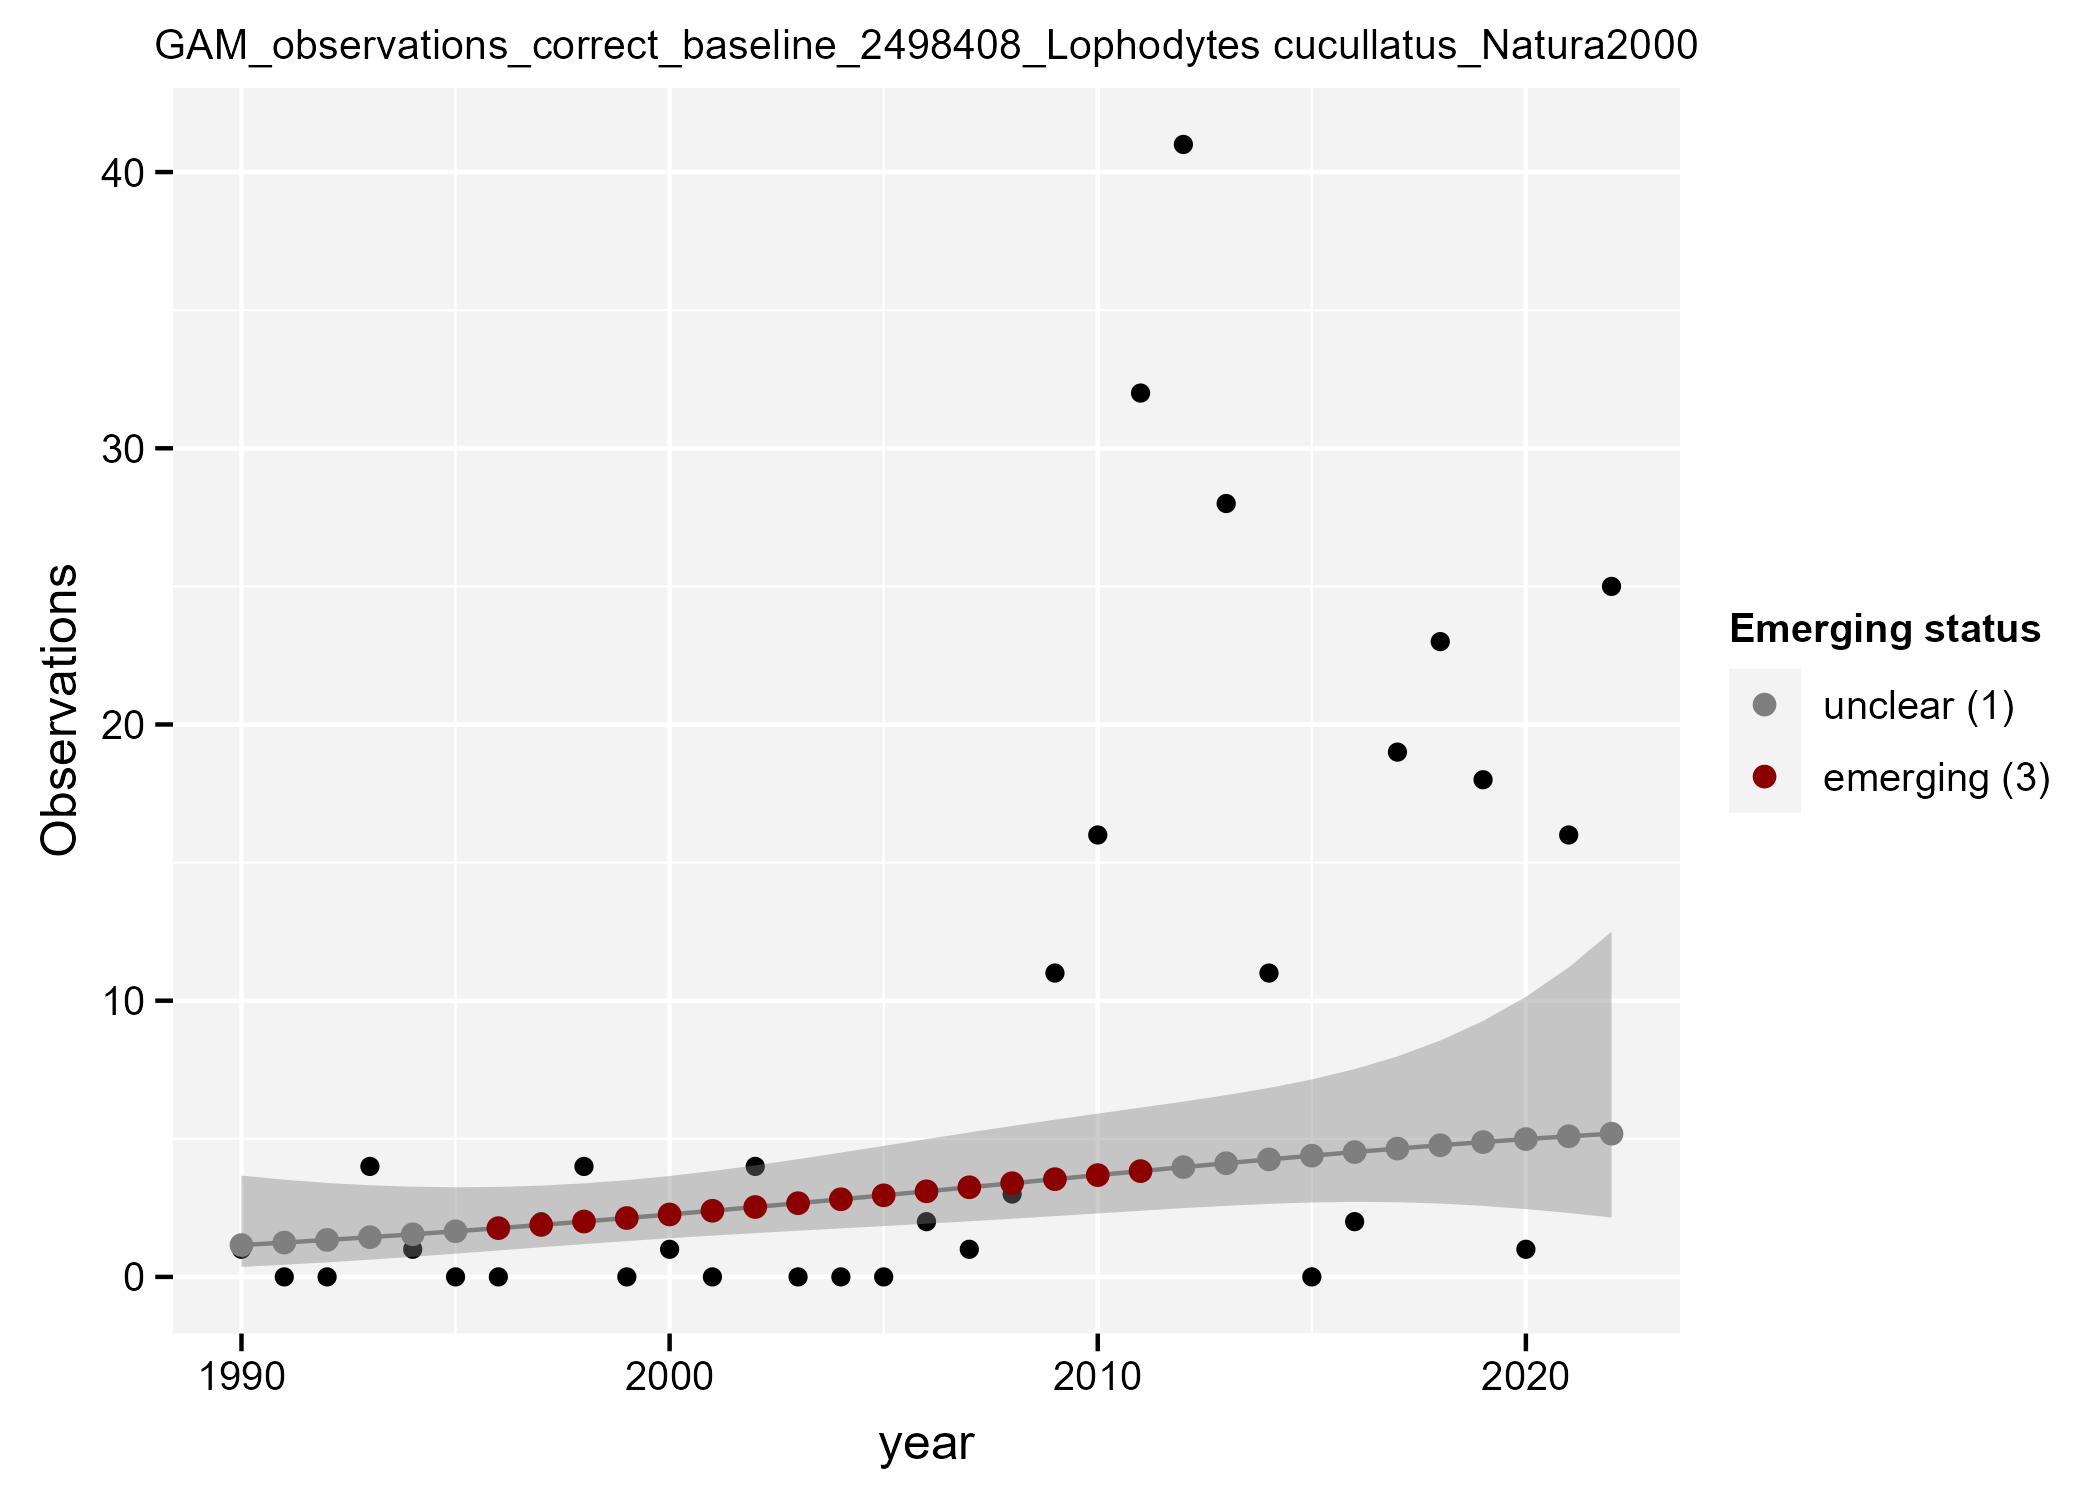 GAM_observations_correct_baseline_2498408_Lophodytes cucullatus_Natura2000
Observations
40
30
20
10
0
1990
2000
2010
2020
year
Emerging status
unclear (1)
emerging (3)